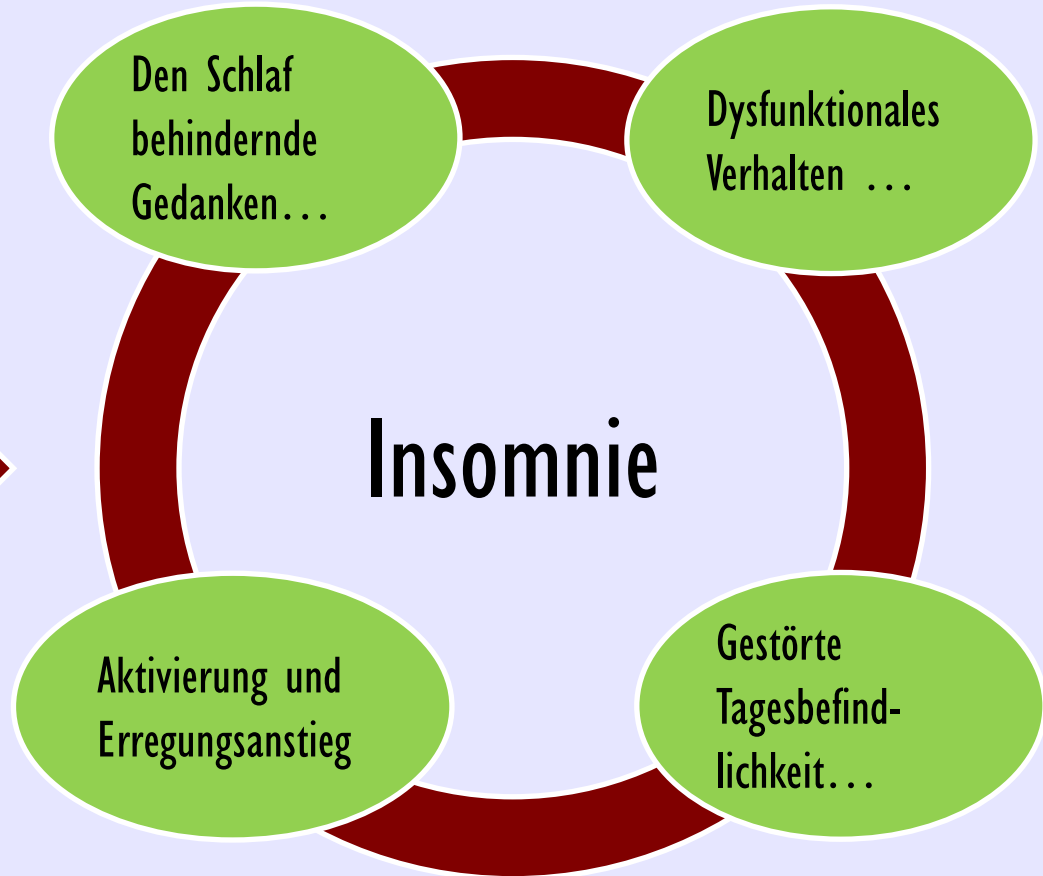 Den Schlaf
behindernde
Gedanken...
Dysfunktionales
Verhalten ...
Insomnie
Aktivierung und
Erregungsanstieg
Gestörte
Tagesbefind-
lichkeit...